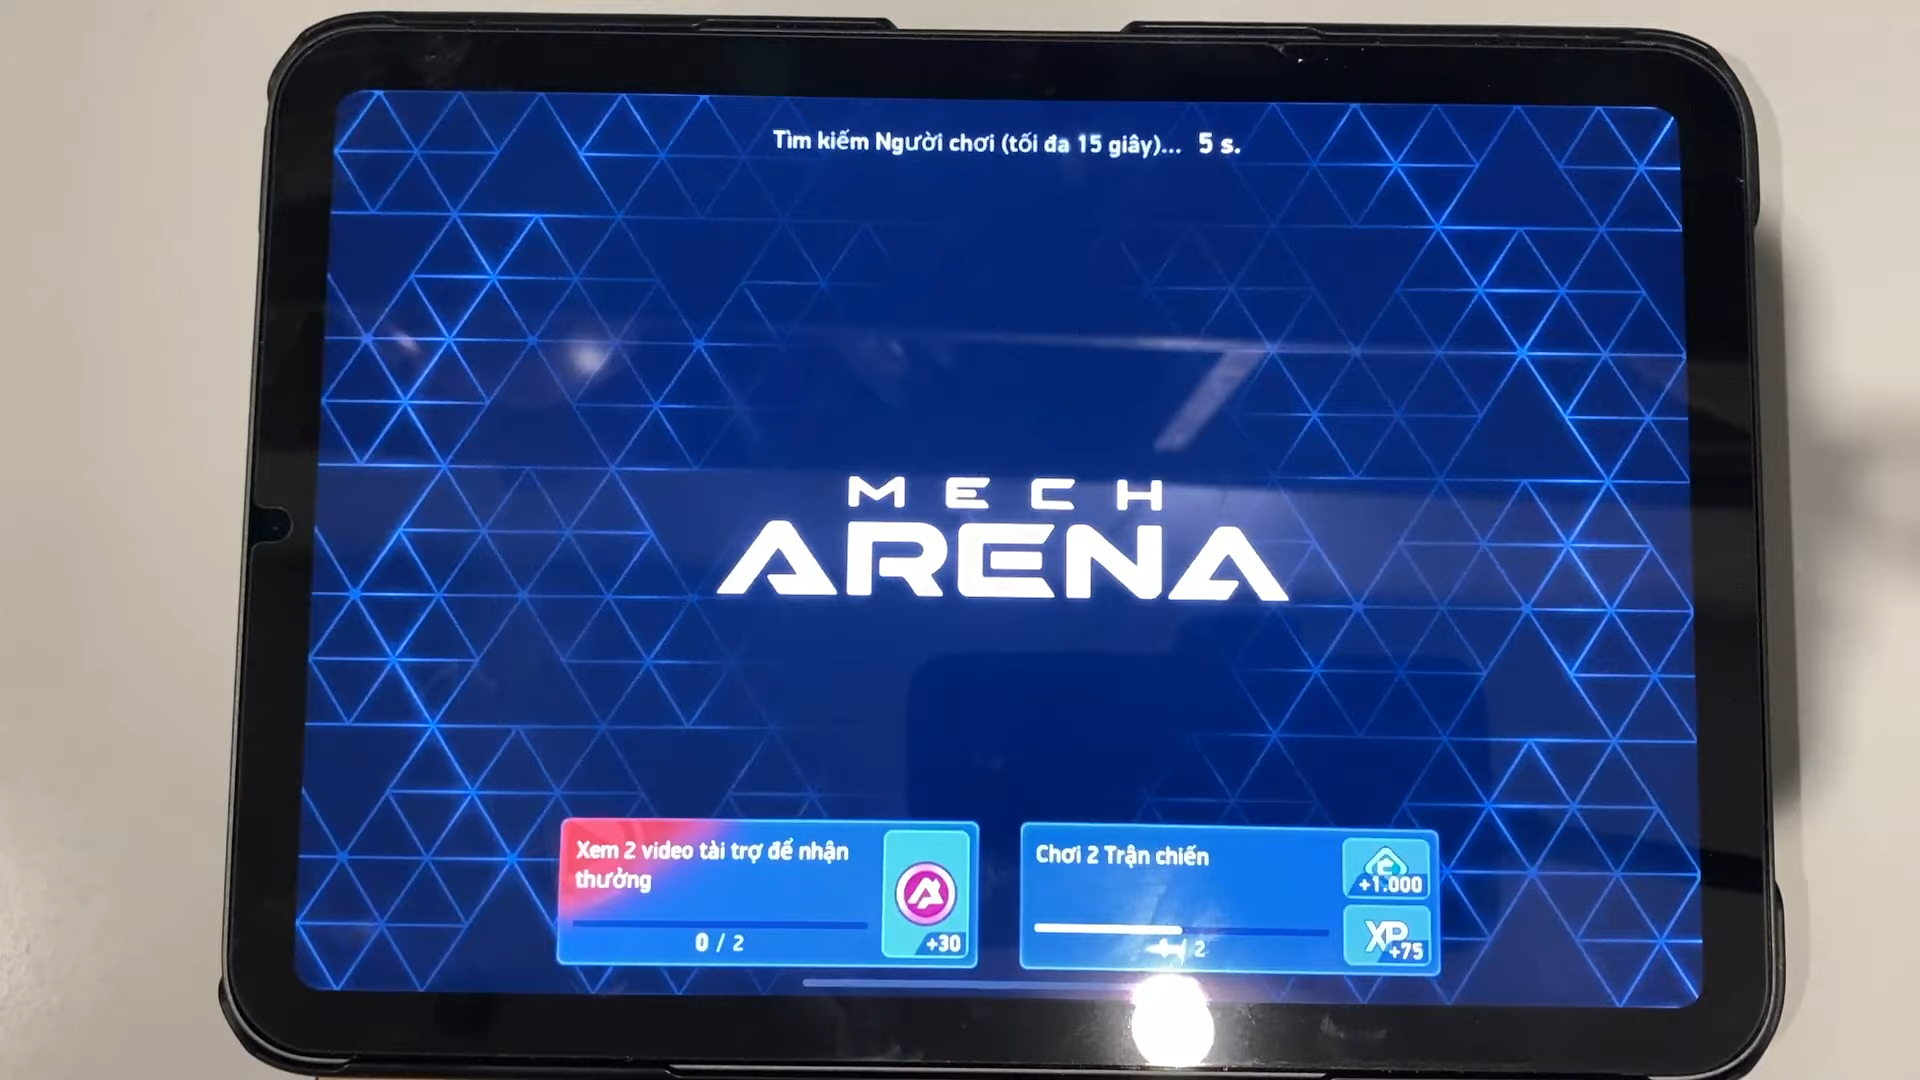 Tìm kiếm Người chơi (tối đa 15 giây)... 5 s.
MECH
ARENA
Xem 2 video tài trợ để nhận
thưởng
+30
0 / 2
Chơi 2 Trận chiến
+1.000
XP
+75
/ 2